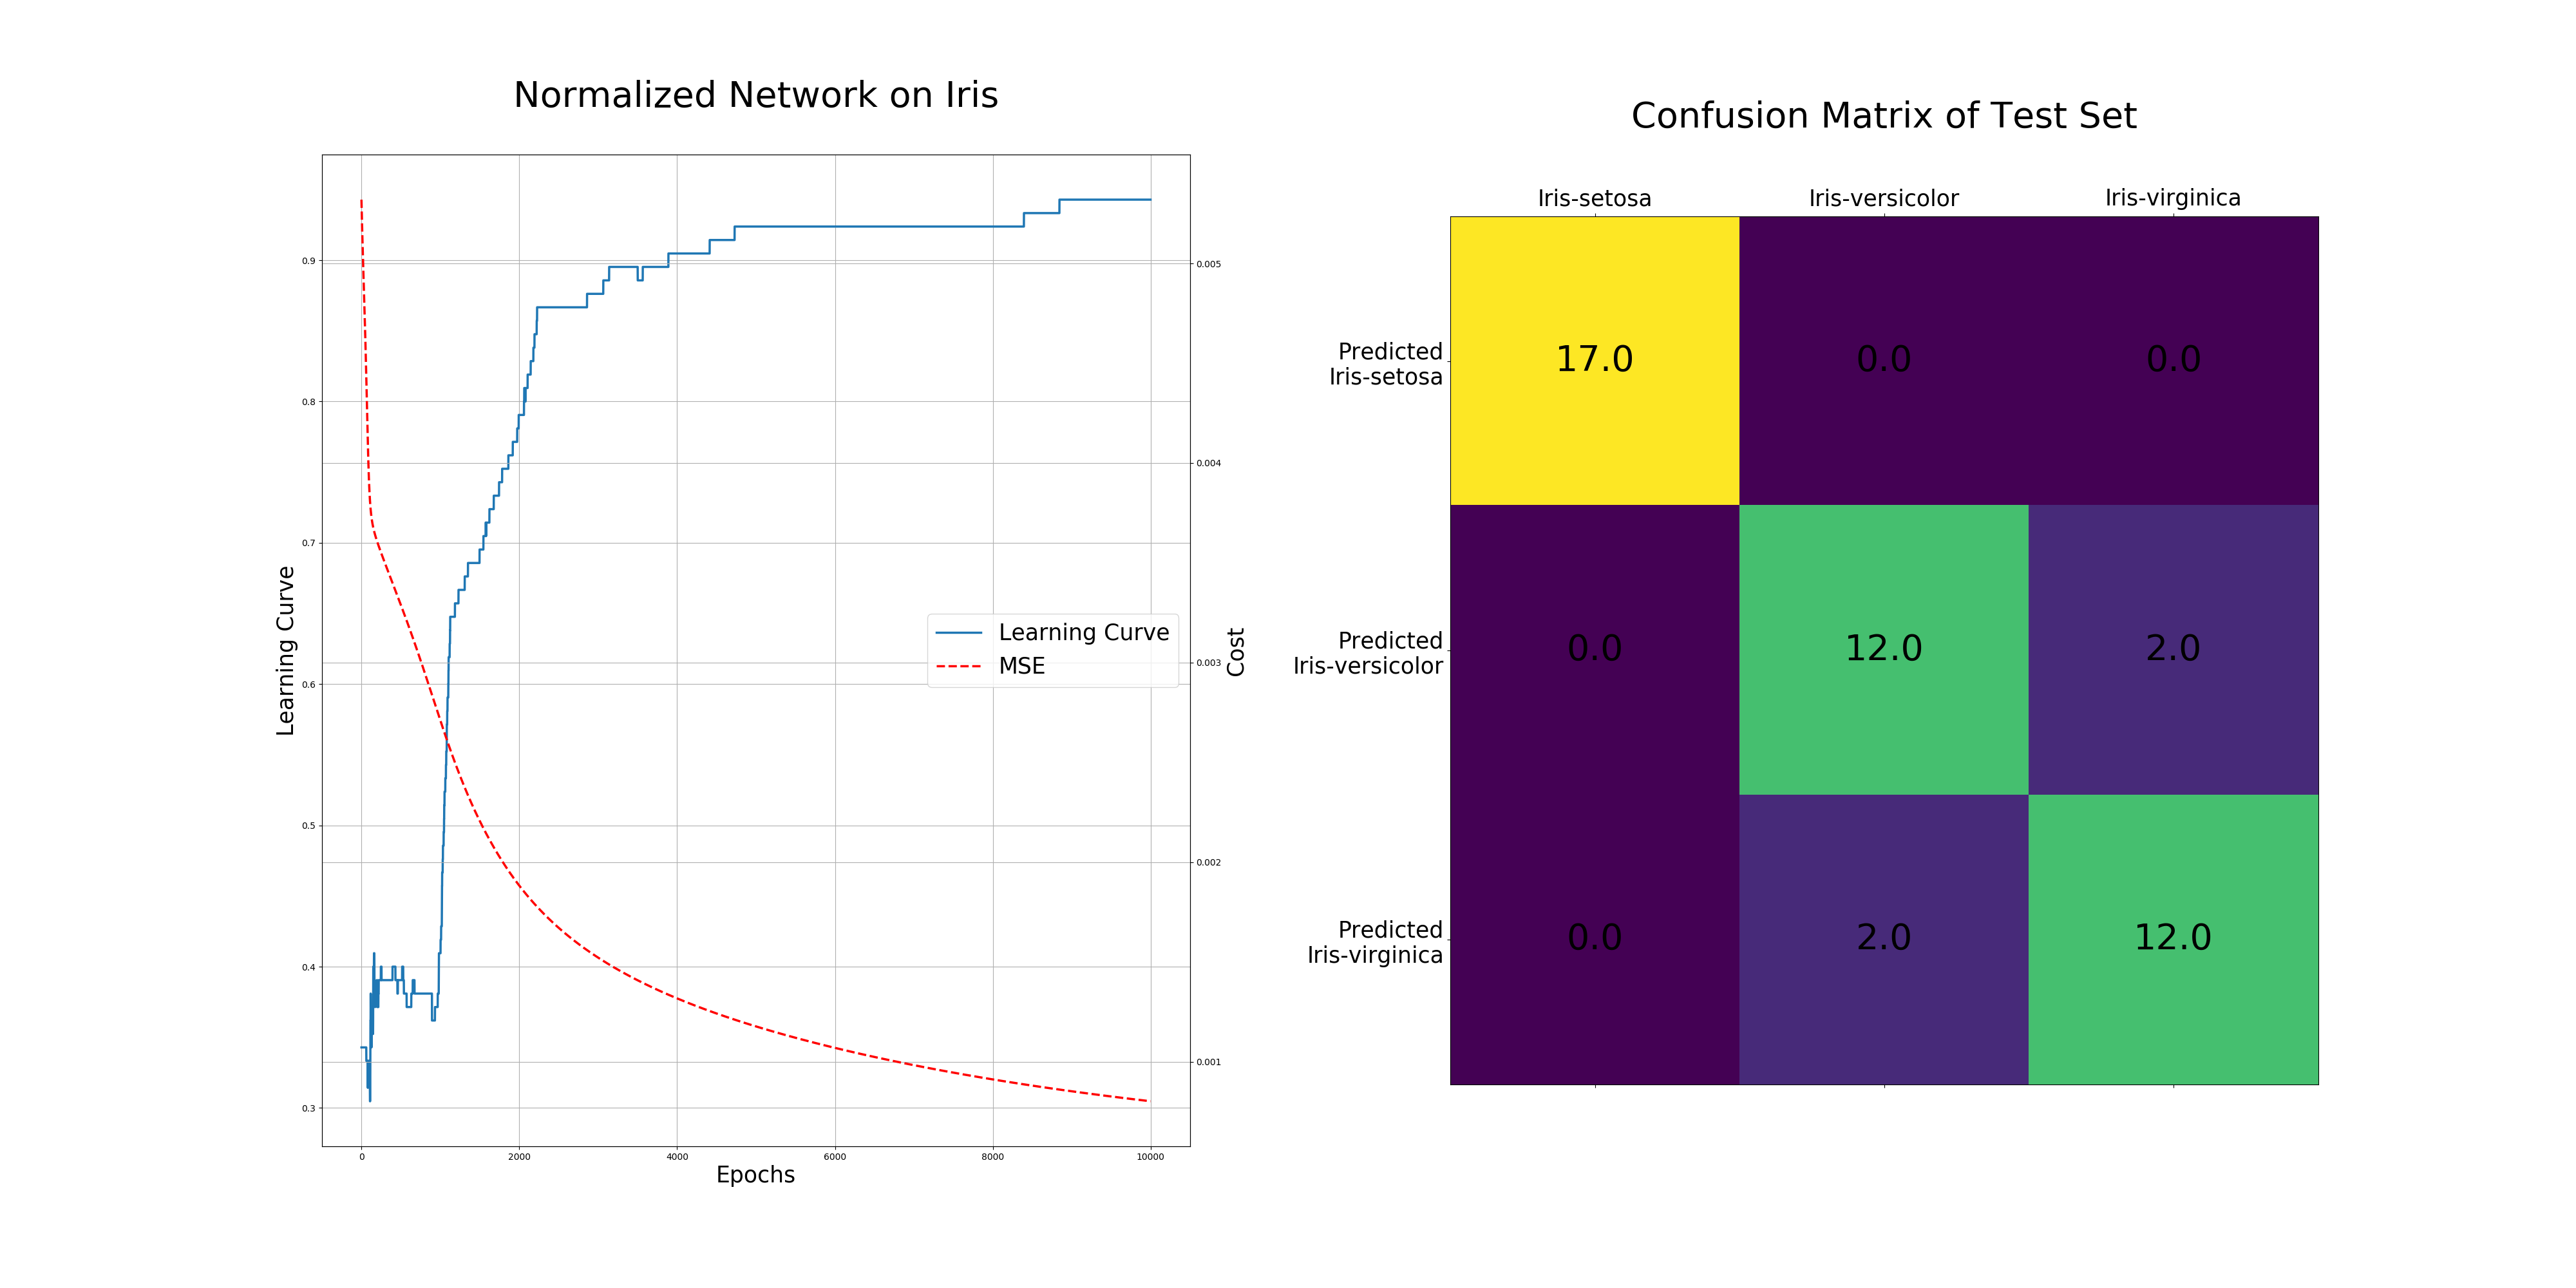 Normalized Network on Iris
0.9
0.8
0.7
0.6
0.5
0.4
0.3
Learning Curve
0
2000
4000
6000
8000
10000
Epochs
0.005
0.004
0.003
0.002
0.001
Cost
Learning Curve
MSE
Confusion Matrix of Test Set
Iris-setosa Iris-versicolor Iris-virginica
Predicted
Iris-setosa
17.0 0.0 0.0
Predicted
Iris-versicolor
0.0 12.0 2.0
Predicted
Iris-virginica
0.0 2.0 12.0